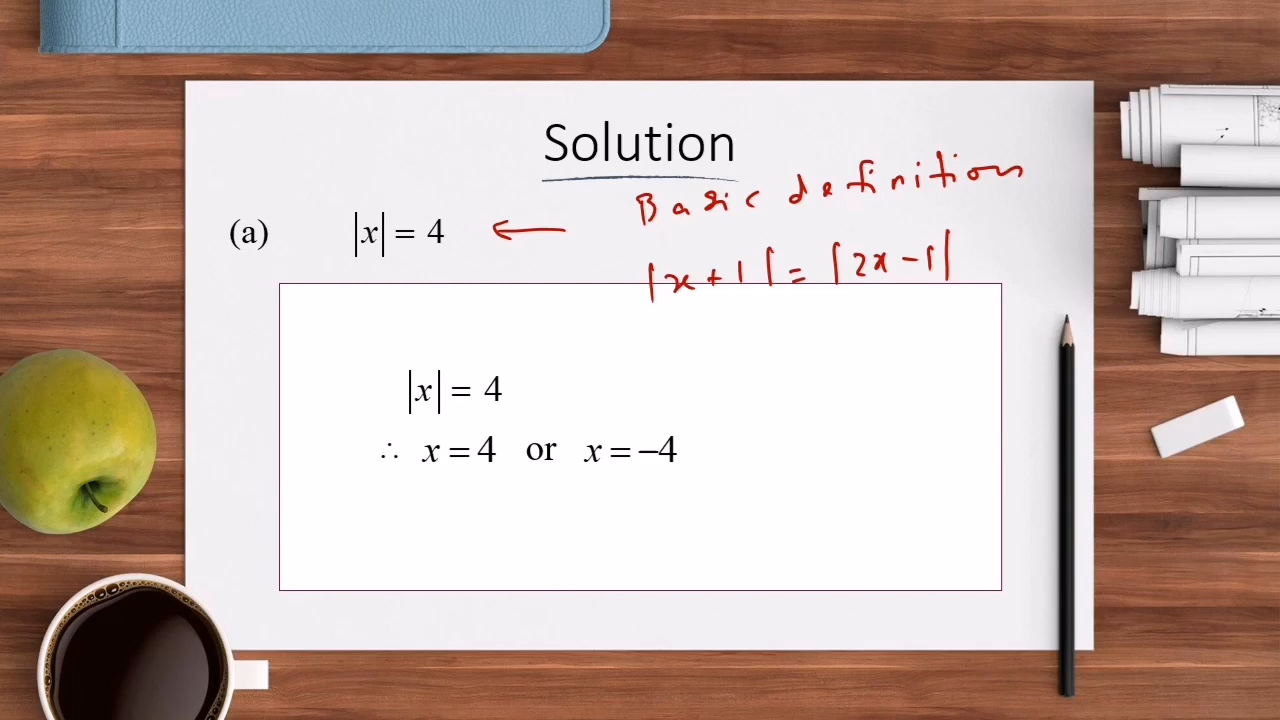 Solution
Basic definition
(a) |x| = 4 ←
|x+1| = |2x-1|
|x| = 4
∴ x = 4 or x = −4